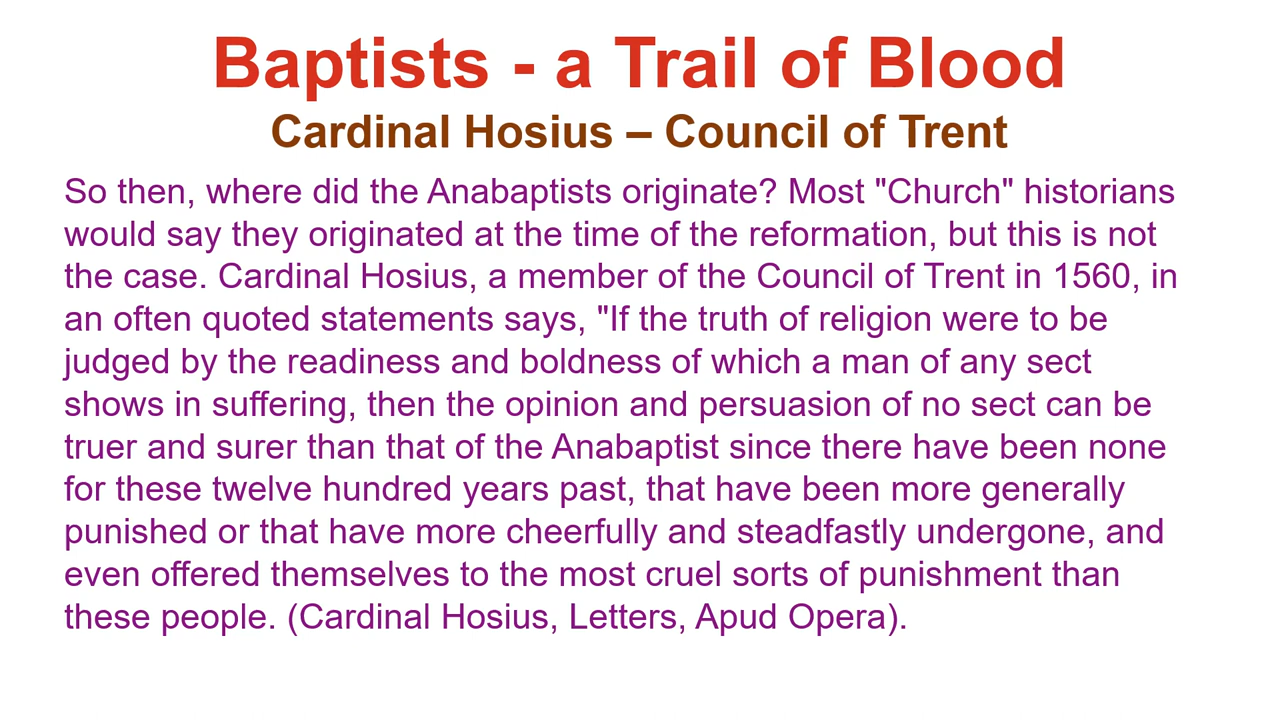 Baptists - a Trail of Blood
Cardinal Hosius – Council of Trent
So then, where did the Anabaptists originate? Most "Church" historians
would say they originated at the time of the reformation, but this is not
the case. Cardinal Hosius, a member of the Council of Trent in 1560, in
an often quoted statements says, "If the truth of religion were to be
judged by the readiness and boldness of which a man of any sect
shows in suffering, then the opinion and persuasion of no sect can be
truer and surer than that of the Anabaptist since there have been none
for these twelve hundred years past, that have been more generally
punished or that have more cheerfully and steadfastly undergone, and
even offered themselves to the most cruel sorts of punishment than
these people. (Cardinal Hosius, Letters, Apud Opera).